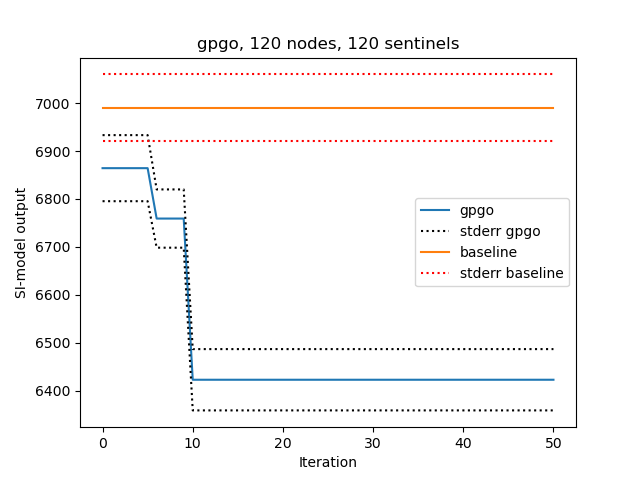 gpgo, 120 nodes, 120 sentinels
SI-model output
7000
6900
6800
6700
6600
6500
6400
gpgo
stderr gpgo
baseline
stderr baseline
0 10 20 30 40 50
Iteration